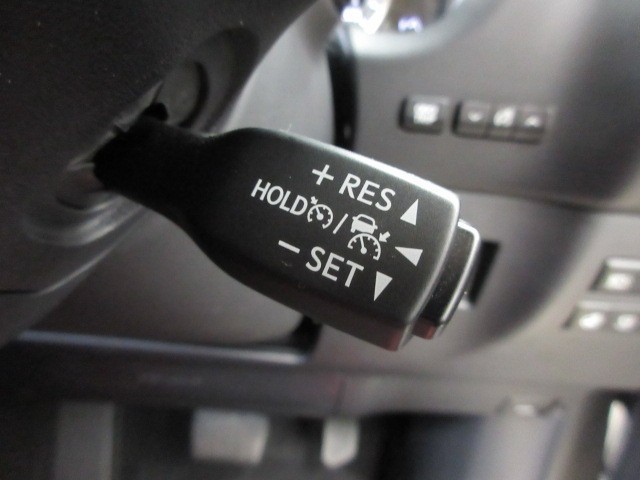 + RES ▲
HOLD / ◀
- SET ▼